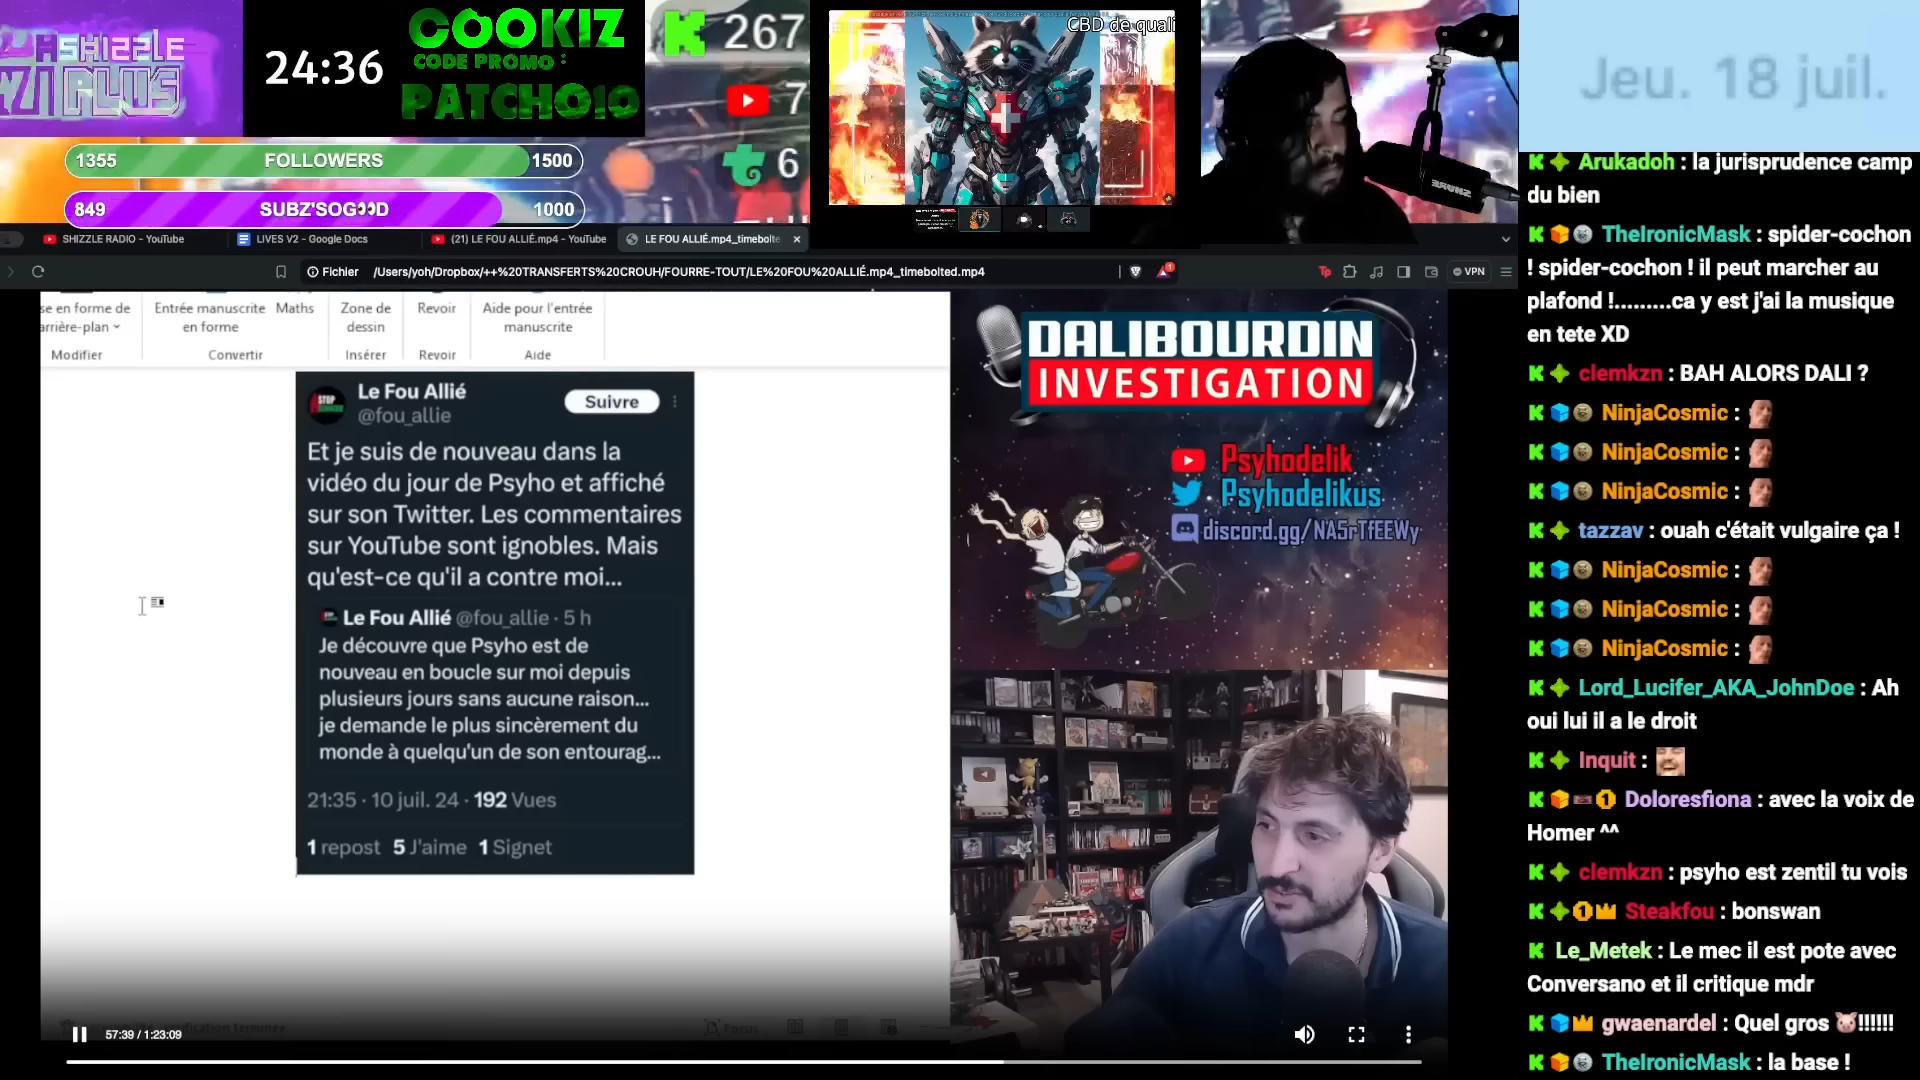 SHIZZLE
PLUS
24:36
COOKIZ
CODE PROMO :
PATCHO10
267
7
6
1355 FOLLOWERS 1500
849 SUBZ'SOG👀D 1000
CBD de quali
Jeu. 18 juil.
SHIZZLE RADIO - YouTube
LIVES V2 - Google Docs
(21) LE FOU ALLIÉ.mp4 - YouTube
LE FOU ALLIÉ.mp4_timebolte
Fichier /Users/yoh/Dropbox/++%20TRANSFERTS%20CROUH/FOURRE-TOUT/LE%20FOU%20ALLIÉ.mp4_timebolted.mp4
VPN
se en forme de
arrière-plan
Modifier
Entrée manuscrite
en forme
Maths
Convertir
Zone de
dessin
Insérer
Revoir
Revoir
Aide pour l'entrée
manuscrite
Aide
Le Fou Allié
@fou_allie
Suivre
Et je suis de nouveau dans la
vidéo du jour de Psyho et affiché
sur son Twitter. Les commentaires
sur YouTube sont ignobles. Mais
qu'est-ce qu'il a contre moi...
Le Fou Allié @fou_allie · 5 h
Je découvre que Psyho est de
nouveau en boucle sur moi depuis
plusieurs jours sans aucune raison...
je demande le plus sincèrement du
monde à quelqu'un de son entourag...
21:35 · 10 juil. 24 · 192 Vues
1 repost 5 J'aime 1 Signet
DALIBOURDIN
INVESTIGATION
Psyhodelik
Psyhodelikus
discord.gg/NA5rTfEEWy
Focus
57:39 / 1:23:09
Arukadoh : la jurisprudence camp
du bien
TheIronicMask : spider-cochon
! spider-cochon ! il peut marcher au
plafond !.........ca y est j'ai la musique
en tete XD
clemkzn : BAH ALORS DALI ?
NinjaCosmic :
NinjaCosmic :
NinjaCosmic :
tazzav : ouah c'était vulgaire ça !
NinjaCosmic :
NinjaCosmic :
NinjaCosmic :
Lord_Lucifer_AKA_JohnDoe : Ah
oui lui il a le droit
Inquit :
Doloresfiona : avec la voix de
Homer ^^
clemkzn : psyho est zentil tu vois
Steakfou : bonswan
Le_Metek : Le mec il est pote avec
Conversano et il critique mdr
gwaenardel : Quel gros 🐷!!!!!!
TheIronicMask : la base !